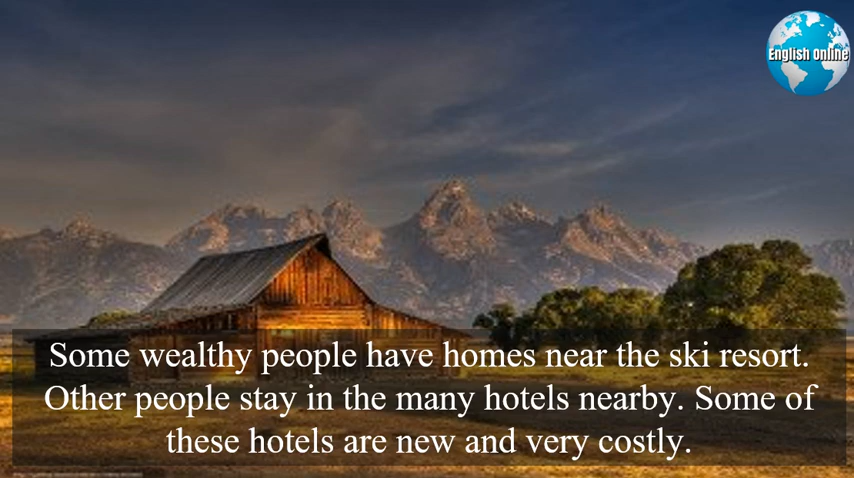 English online
Some wealthy people have homes near the ski resort.
Other people stay in the many hotels nearby. Some of
these hotels are new and very costly.